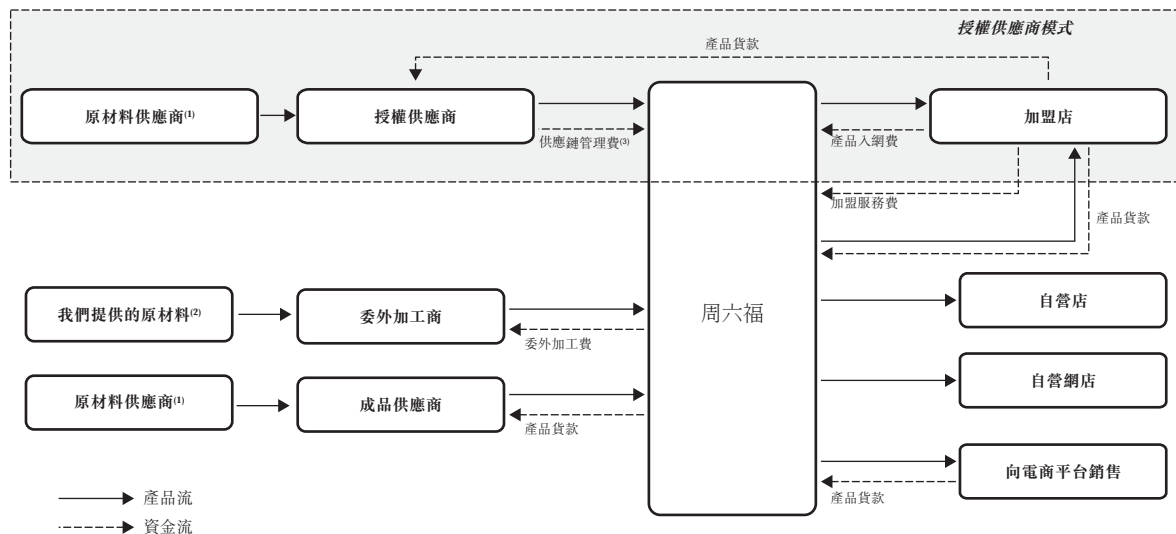 授權供應商模式
產品貨款
原材料供應商(1)
授權供應商
加盟店
供應鏈管理費(3)
產品入網費
加盟服務費
產品貨款
我們提供的原材料(2)
委外加工商
周六福
自營店
委外加工費
原材料供應商(1)
成品供應商
自營網店
產品貨款
向電商平台銷售
產品貨款
產品流
資金流